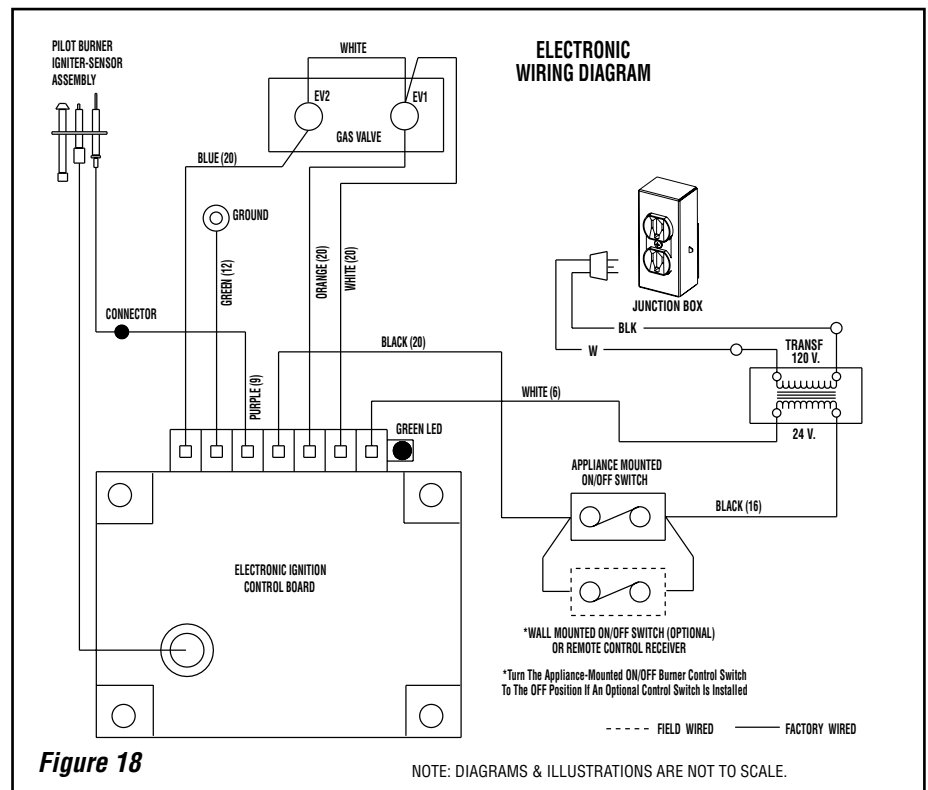 PILOT BURNER
IGNITER-SENSOR
ASSEMBLY
WHITE
ELECTRONIC
WIRING DIAGRAM
EV2
EV1
GAS VALVE
BLUE (20)
GROUND
GREEN (12)
ORANGE (20)
WHITE (20)
JUNCTION BOX
CONNECTOR
PURPLE (9)
BLACK (20)
BLK
W
TRANSF
120 V.
WHITE (6)
24 V.
GREEN LED
APPLIANCE MOUNTED
ON/OFF SWITCH
BLACK (16)
ELECTRONIC IGNITION
CONTROL BOARD
*WALL MOUNTED ON/OFF SWITCH (OPTIONAL)
OR REMOTE CONTROL RECEIVER
*Turn The Appliance-Mounted ON/OFF Burner Control Switch
To The OFF Position If An Optional Control Switch Is Installed
FIELD WIRED
FACTORY WIRED
Figure 18
NOTE: DIAGRAMS & ILLUSTRATIONS ARE NOT TO SCALE.